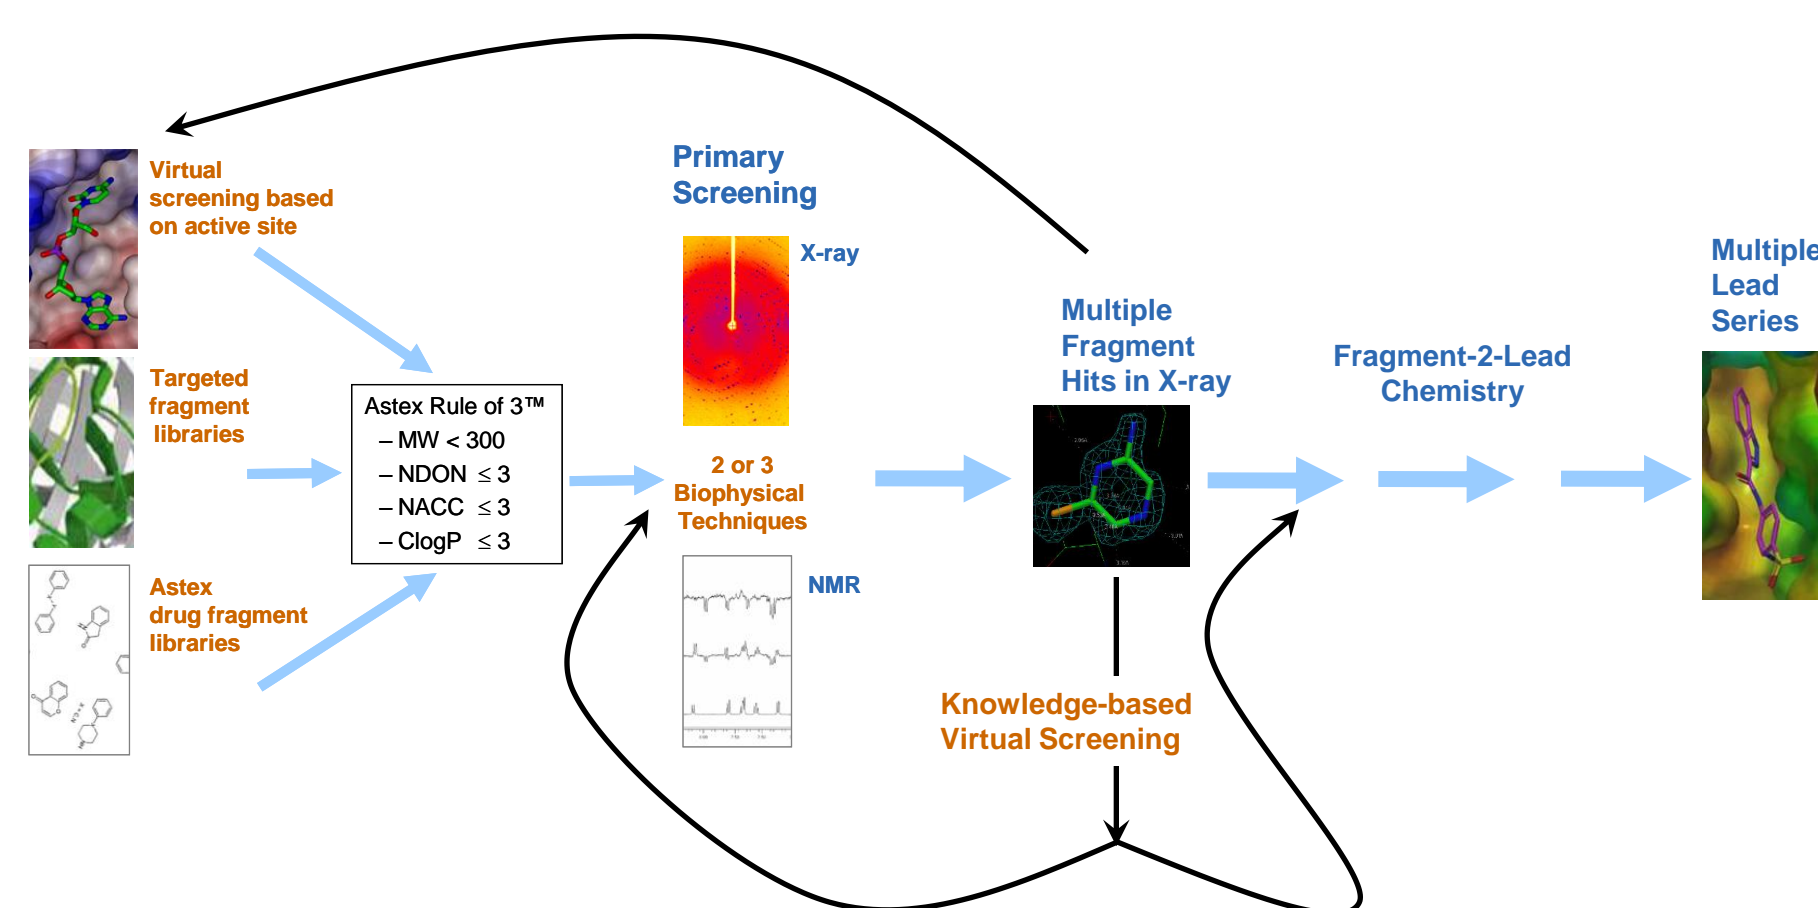 Virtual
screening based
on active site
Targeted
fragment
libraries
Astex
drug fragment
libraries
Astex Rule of 3™
– MW < 300
– NDON ≤ 3
– NACC ≤ 3
– ClogP ≤ 3
Primary
Screening
X-ray
2 or 3
Biophysical
Techniques
NMR
Multiple
Fragment
Hits in X-ray
Knowledge-based
Virtual Screening
Fragment-2-Lead
Chemistry
Multiple
Lead
Series